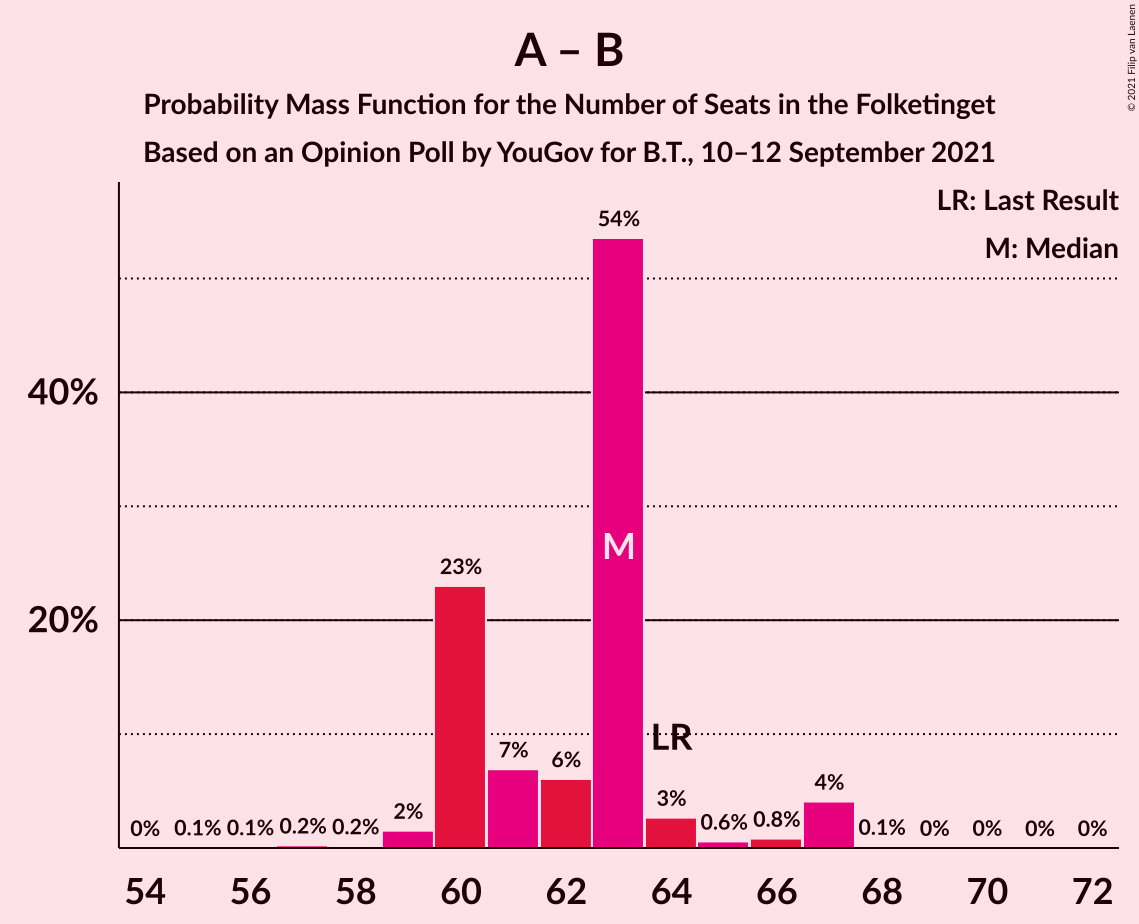 A – B
Probability Mass Function for the Number of Seats in the Folketinget
Based on an Opinion Poll by YouGov for B.T., 10–12 September 2021
© 2021 Filip van Laenen
LR: Last Result
M: Median
54%
40%
M
23%
20%
LR
7%
6%
4%
3%
2%
0% 0.1% 0.1% 0.2% 0.2% 0.6% 0.8% 0.1% 0% 0% 0% 0%
54 56 58 60 62 64 66 68 70 72